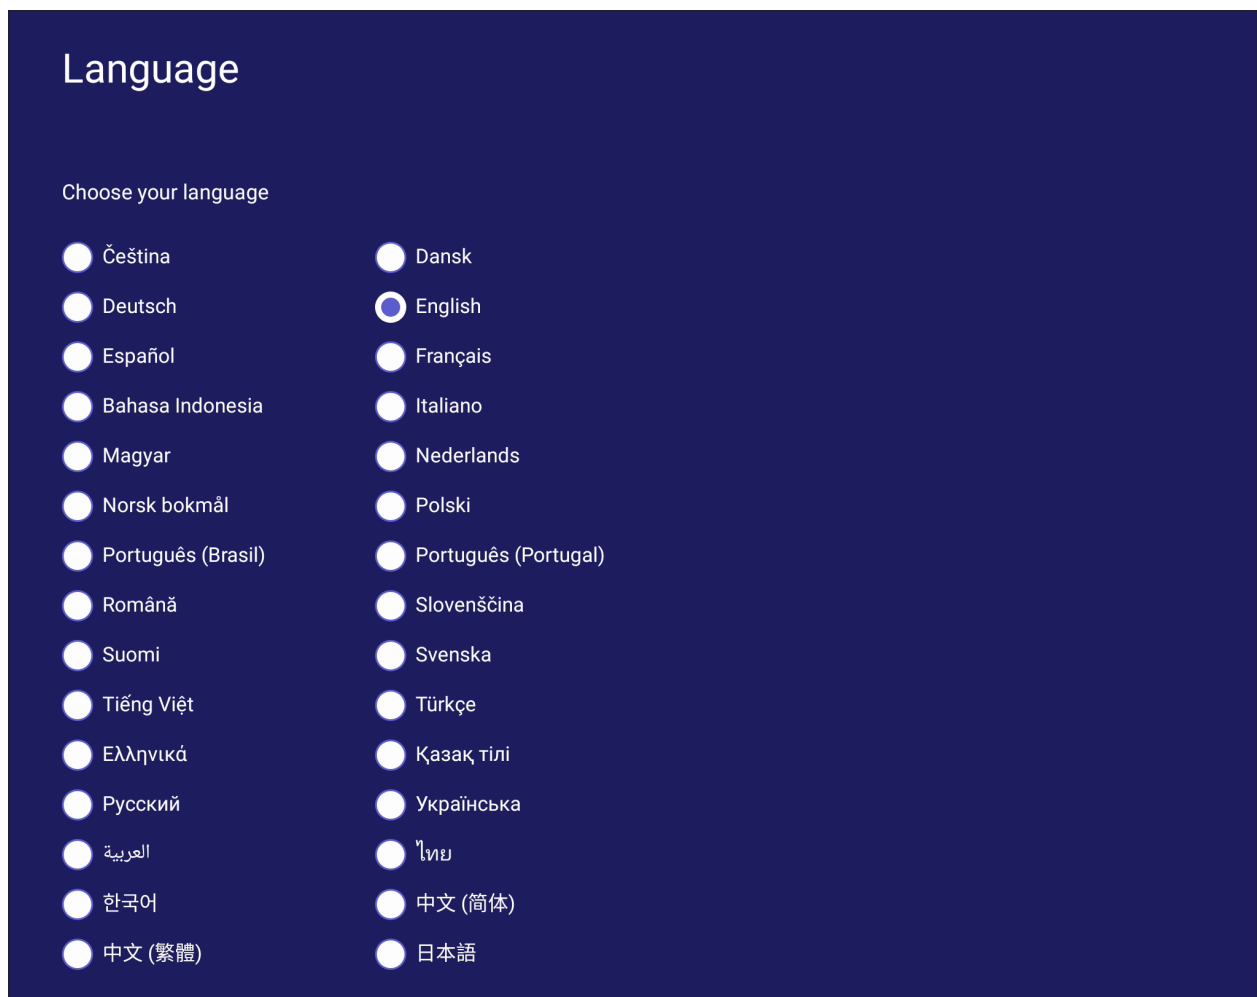 Language
Choose your language
Čeština
Dansk
Deutsch
English
Español
Français
Bahasa Indonesia
Italiano
Magyar
Nederlands
Norsk bokmål
Polski
Português (Brasil)
Português (Portugal)
Română
Slovenščina
Suomi
Svenska
Tiếng Việt
Türkçe
Ελληνικά
Қазақ тілі
Русский
Українська
العربية
ไทย
한국어
中文 (简体)
中文 (繁體)
日本語